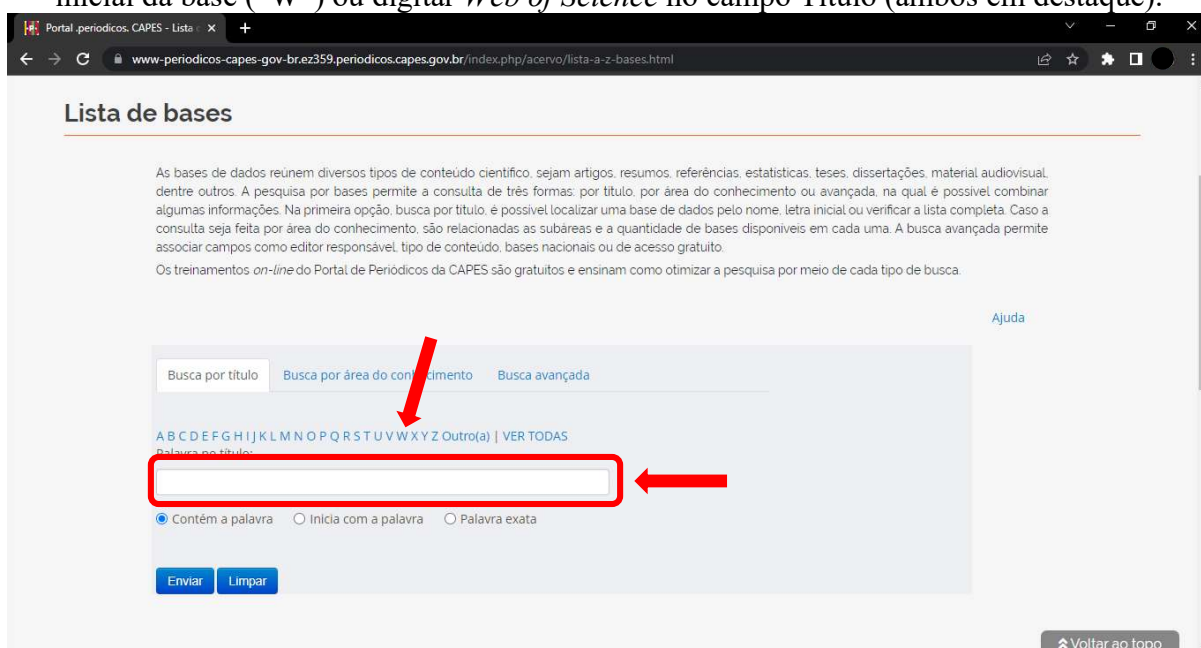 inicial da base ("W") ou digitar Web of Science no campo Título (ambos em destaque):
Portal .periodicos. CAPES - Lista
www-periodicos-capes-gov-br.ez359.periodicos.capes.gov.br/index.php/acervo/lista-a-z-bases.html
Lista de bases
As bases de dados reúnem diversos tipos de conteúdo científico, sejam artigos, resumos, referências, estatísticas, teses, dissertações, material audiovisual,
dentre outros. A pesquisa por bases permite a consulta de três formas: por título, por área do conhecimento ou avançada, na qual é possível combinar
algumas informações. Na primeira opção, busca por título, é possível localizar uma base de dados pelo nome, letra inicial ou verificar a lista completa. Caso a
consulta seja feita por área do conhecimento, são relacionadas as subáreas e a quantidade de bases disponíveis em cada uma. A busca avançada permite
associar campos como editor responsável, tipo de conteúdo, bases nacionais ou de acesso gratuito.
Os treinamentos on-line do Portal de Periódicos da CAPES são gratuitos e ensinam como otimizar a pesquisa por meio de cada tipo de busca.
Ajuda
Busca por título Busca por área do conhecimento Busca avançada
A B C D E F G H I J K L M N O P Q R S T U V W X Y Z Outro(a) | VER TODAS
Palavra no título:
Contém a palavra Inicia com a palavra Palavra exata
Enviar Limpar
Voltar ao topo